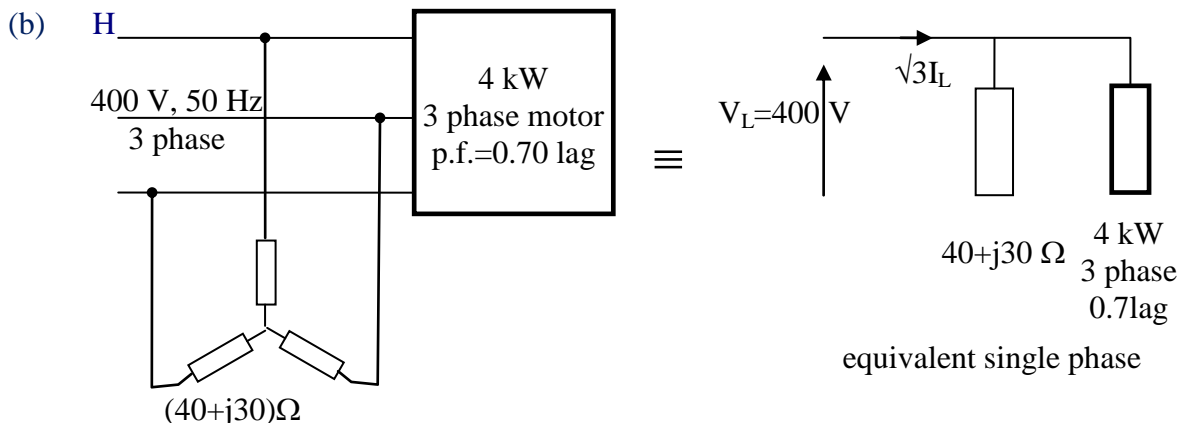 (b) H
400 V, 50 Hz
3 phase
4 kW
3 phase motor
p.f.=0.70 lag
(40+j30)Ω
≡
√3I_L
V_L=400 V
40+j30 Ω
4 kW
3 phase
0.7lag
equivalent single phase